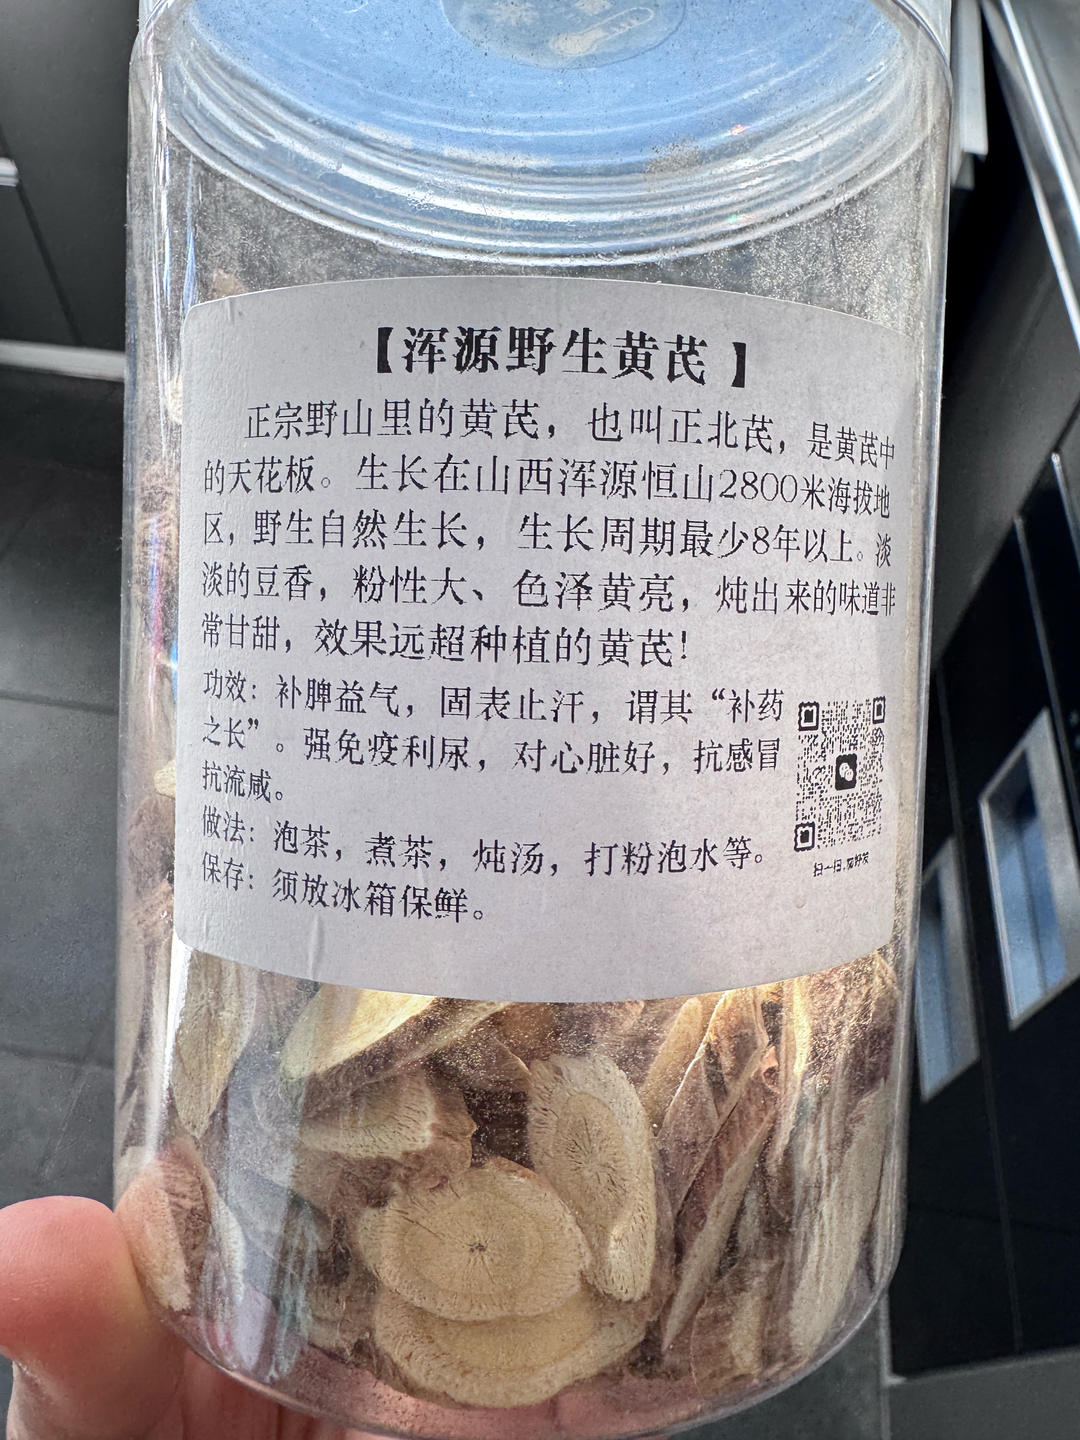 【浑源野生黄芪】
正宗野山里的黄芪，也叫正北芪，是黄芪中
的天花板。生长在山西浑源恒山2800米海拔地
区，野生自然生长，生长周期最少8年以上。淡
淡的豆香，粉性大、色泽黄亮，炖出来的味道非
常甘甜，效果远超种植的黄芪！
功效：补脾益气，固表止汗，谓其“补药
之长”。强免疫利尿，对心脏好，抗感冒
抗流感。
做法：泡茶，煮茶，炖汤，打粉泡水等。
保存：须放冰箱保鲜。
扫一扫，加好友